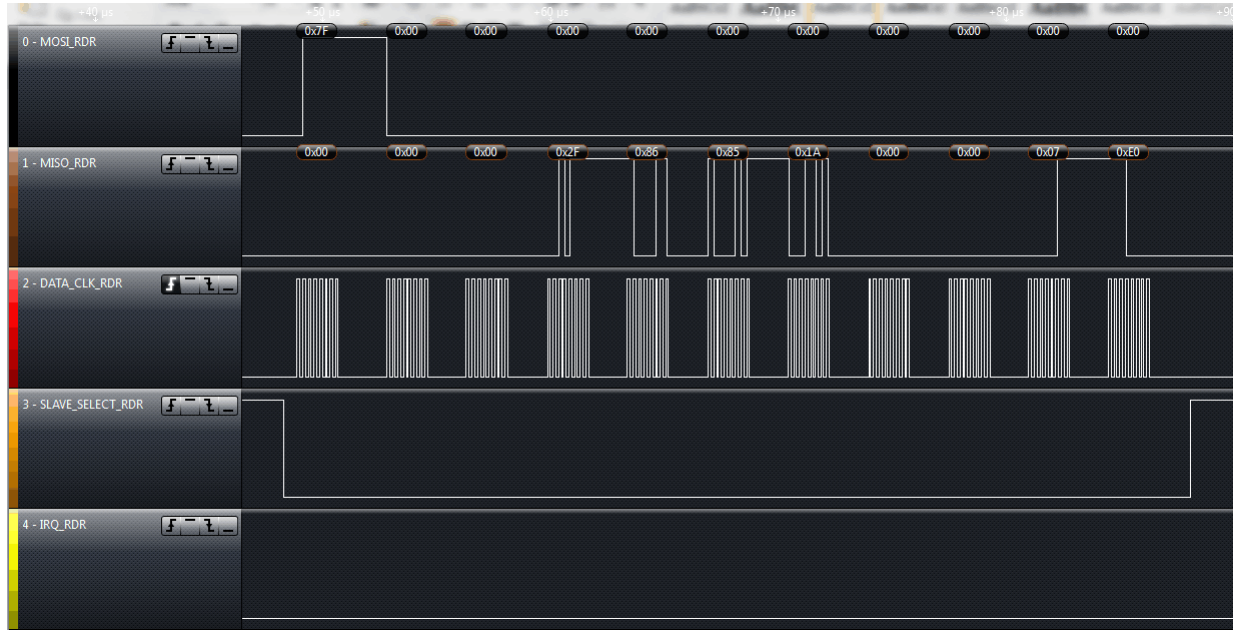 +40 µs +50 µs +60 µs +70 µs +80 µs +90
0 - MOSI_RDR 0x7F 0x00 0x00 0x00 0x00 0x00 0x00 0x00 0x00 0x00 0x00
1 - MISO_RDR 0x00 0x00 0x00 0x2F 0x86 0x85 0x1A 0x00 0x00 0x07 0xE0
2 - DATA_CLK_RDR
3 - SLAVE_SELECT_RDR
4 - IRQ_RDR